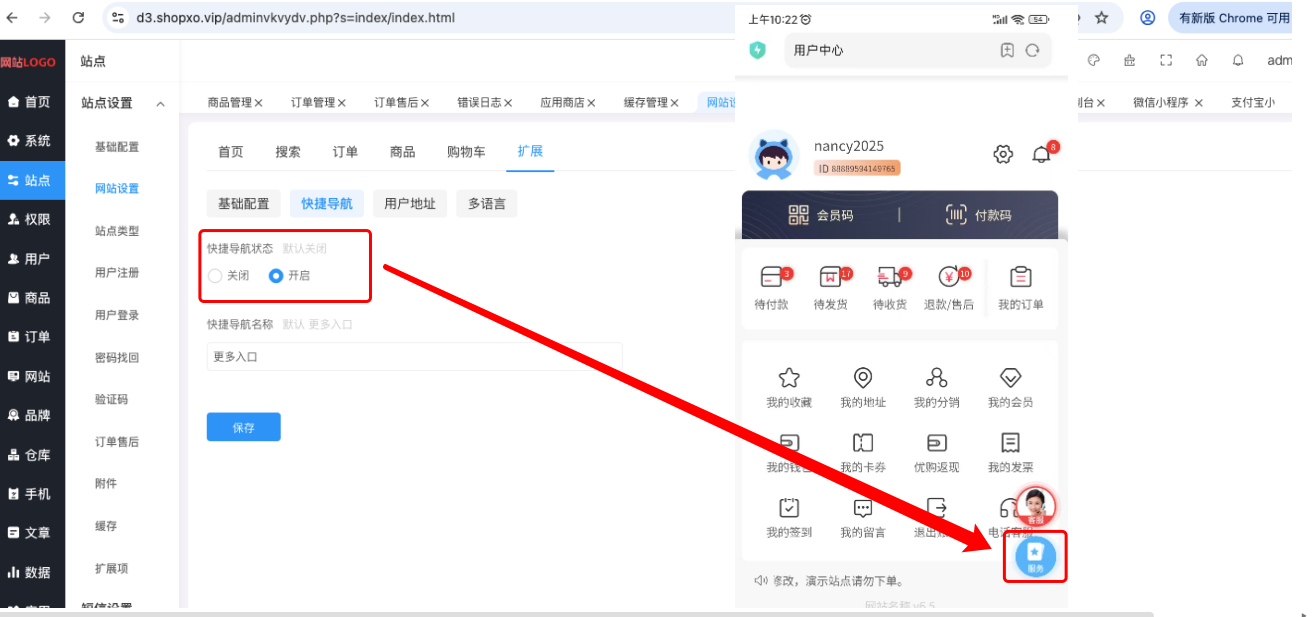 d3.shopxo.vip/adminvkvydv.php?s=index/index.html
有新版 Chrome 可用
网站LOGO
首页
系统
站点
权限
用户
商品
订单
网站
品牌
仓库
手机
文章
数据
站点
站点设置
基础配置
网站设置
站点类型
用户注册
用户登录
密码找回
验证码
订单售后
附件
缓存
扩展项
商品管理
订单管理
订单售后
错误日志
应用商店
缓存管理
网站设
台
微信小程序
支付宝小
adm
首页
搜索
订单
商品
购物车
扩展
基础配置
快捷导航
用户地址
多语言
快捷导航状态 默认关闭
关闭 开启
快捷导航名称 默认 更多入口
更多入口
保存
上午10:22
54
用户中心
nancy2025
8
ID 88889594149765
会员码
付款码
3
17
9
10
待付款
待发货
待收货
退款/售后
我的订单
我的收藏
我的地址
我的分销
我的会员
我的钱
我的卡券
优购返现
我的发票
我的签到
我的留言
退出
电话客服
客服
服务
修改，演示站点请勿下单。
网站名称 v6.5